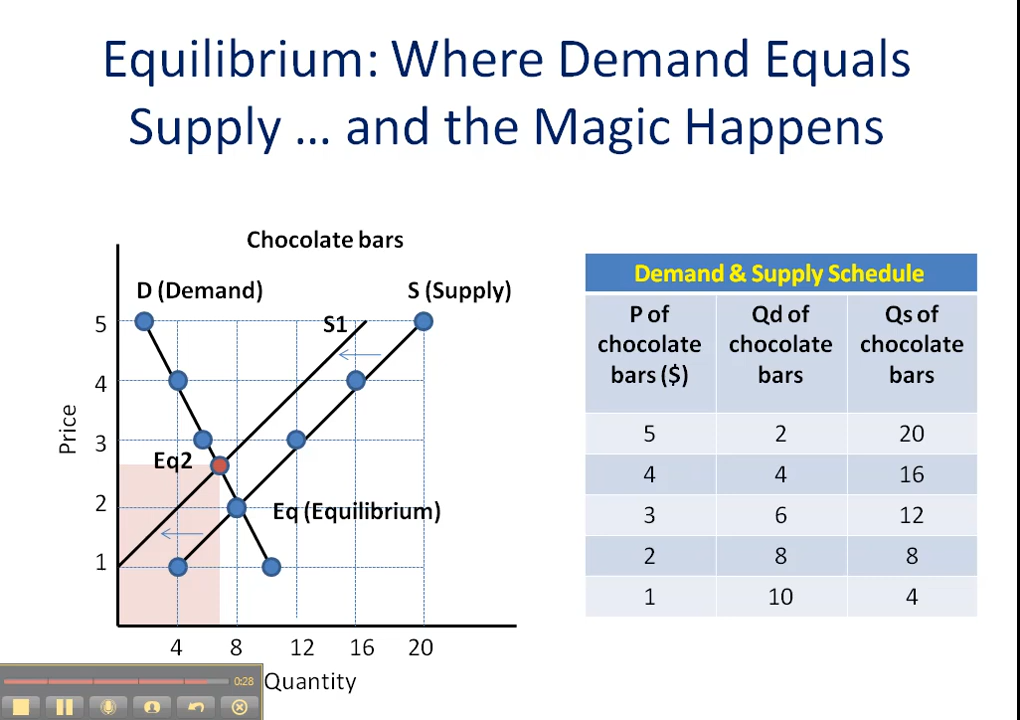 Equilibrium: Where Demand Equals
Supply … and the Magic Happens
Chocolate bars
D (Demand)
S (Supply)
S1
5
4
3
2
1
Price
Eq2
Eq (Equilibrium)
4 8 12 16 20
Quantity
Demand & Supply Schedule
P of chocolate bars ($) Qd of chocolate bars Qs of chocolate bars
5 2 20
4 4 16
3 6 12
2 8 8
1 10 4
0:28